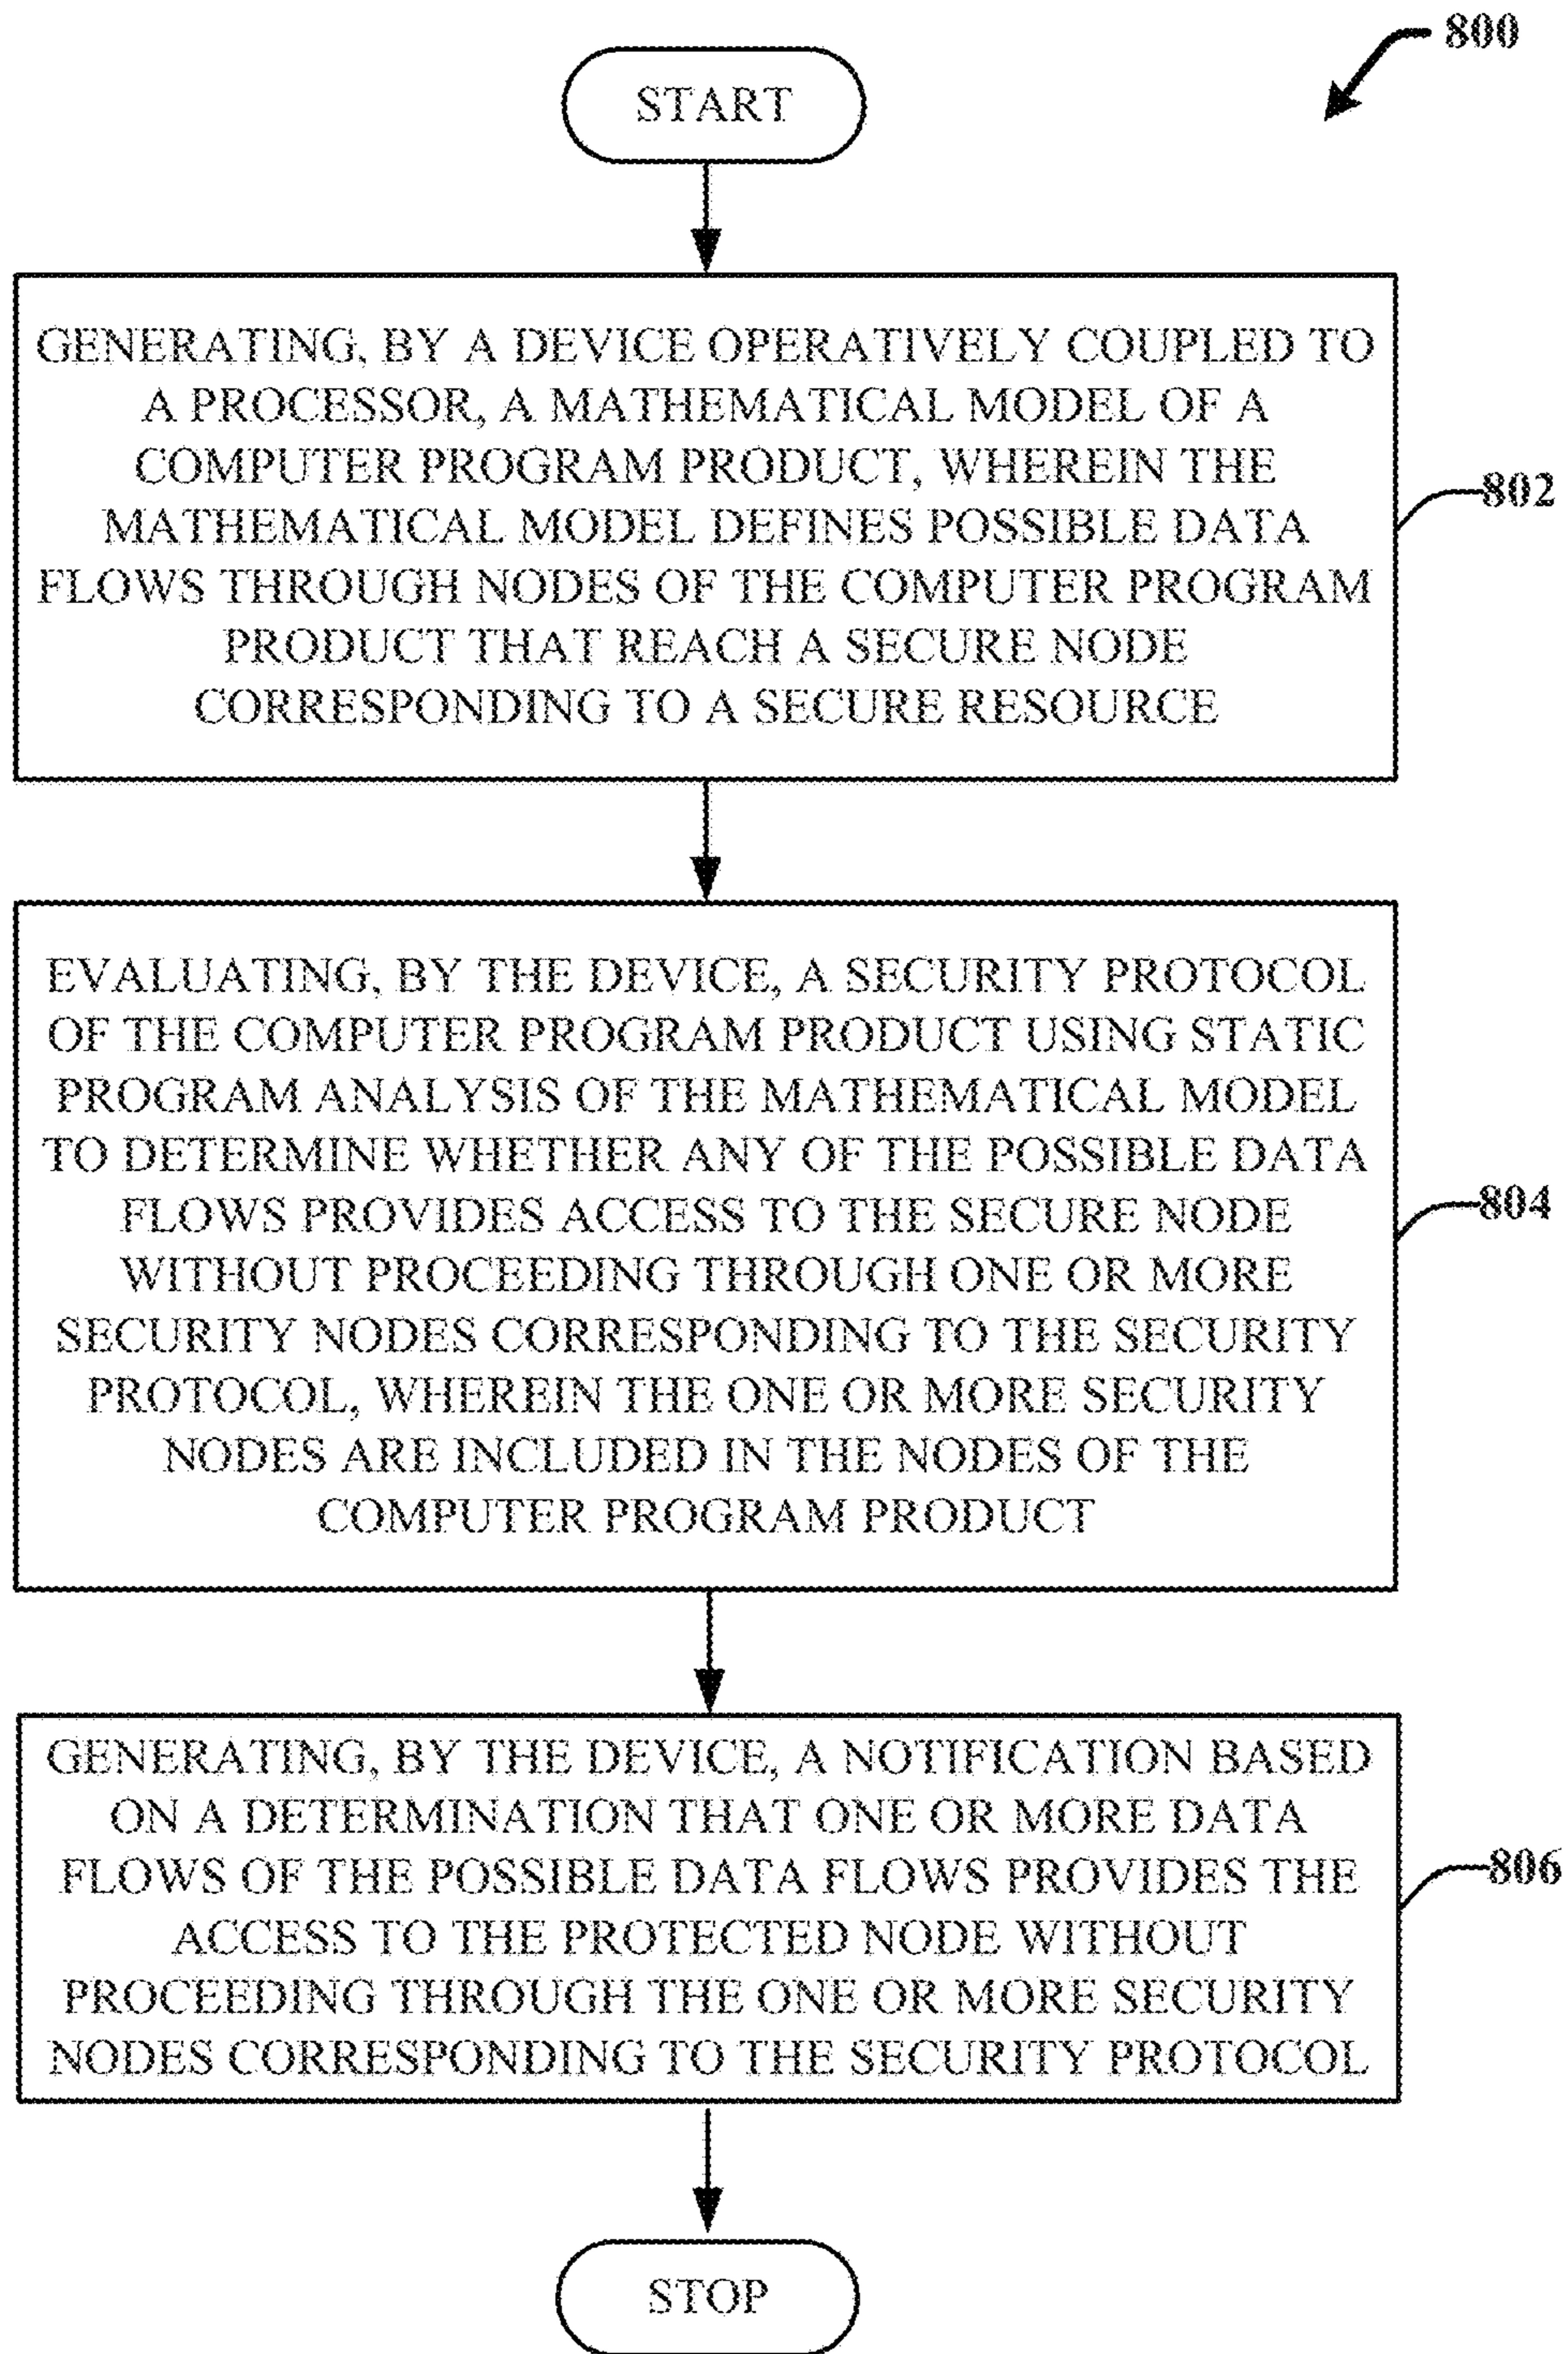 800
START
GENERATING, BY A DEVICE OPERATIVELY COUPLED TO
A PROCESSOR, A MATHEMATICAL MODEL OF A
COMPUTER PROGRAM PRODUCT, WHEREIN THE
MATHEMATICAL MODEL DEFINES POSSIBLE DATA
FLOWS THROUGH NODES OF THE COMPUTER PROGRAM
PRODUCT THAT REACH A SECURE NODE
CORRESPONDING TO A SECURE RESOURCE
802
EVALUATING, BY THE DEVICE, A SECURITY PROTOCOL
OF THE COMPUTER PROGRAM PRODUCT USING STATIC
PROGRAM ANALYSIS OF THE MATHEMATICAL MODEL
TO DETERMINE WHETHER ANY OF THE POSSIBLE DATA
FLOWS PROVIDES ACCESS TO THE SECURE NODE
WITHOUT PROCEEDING THROUGH ONE OR MORE
SECURITY NODES CORRESPONDING TO THE SECURITY
PROTOCOL, WHEREIN THE ONE OR MORE SECURITY
NODES ARE INCLUDED IN THE NODES OF THE
COMPUTER PROGRAM PRODUCT
804
GENERATING, BY THE DEVICE, A NOTIFICATION BASED
ON A DETERMINATION THAT ONE OR MORE DATA
FLOWS OF THE POSSIBLE DATA FLOWS PROVIDES THE
ACCESS TO THE PROTECTED NODE WITHOUT
PROCEEDING THROUGH THE ONE OR MORE SECURITY
NODES CORRESPONDING TO THE SECURITY PROTOCOL
806
STOP